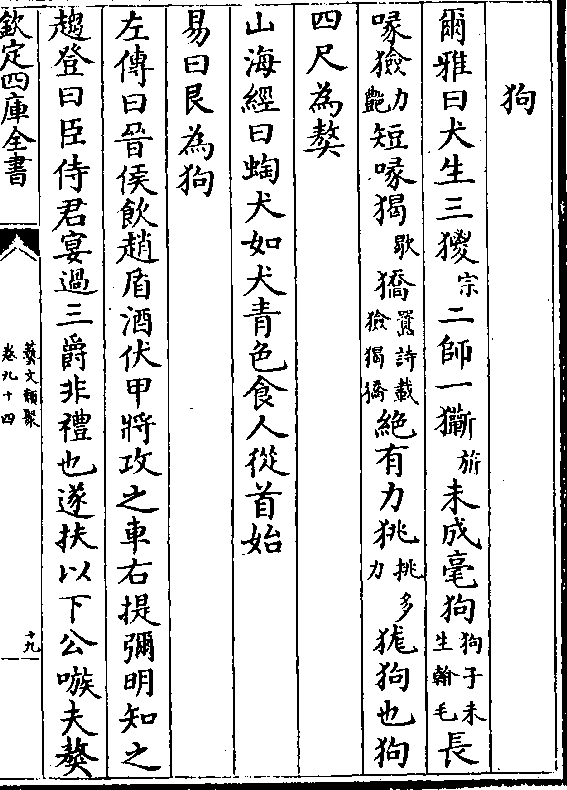 狗
爾雅曰犬生三猣宗二師一獑旂未成毫狗狗子未生翰毛長
喙獫力豔短喙猲歇獢驕詩載獫猲獢絶有力狣挑力多狵狗也狗
四尺為獒
山海經曰蜪犬如犬青色食人從首始
易曰艮為狗
左傳曰晉侯飲趙盾酒伏甲將攻之車右提彌明知之
趨登曰臣侍君宴過三爵非禮也遂扶以下公嗾夫獒
欽定四庫全書
藝文類聚
卷九十四
十九